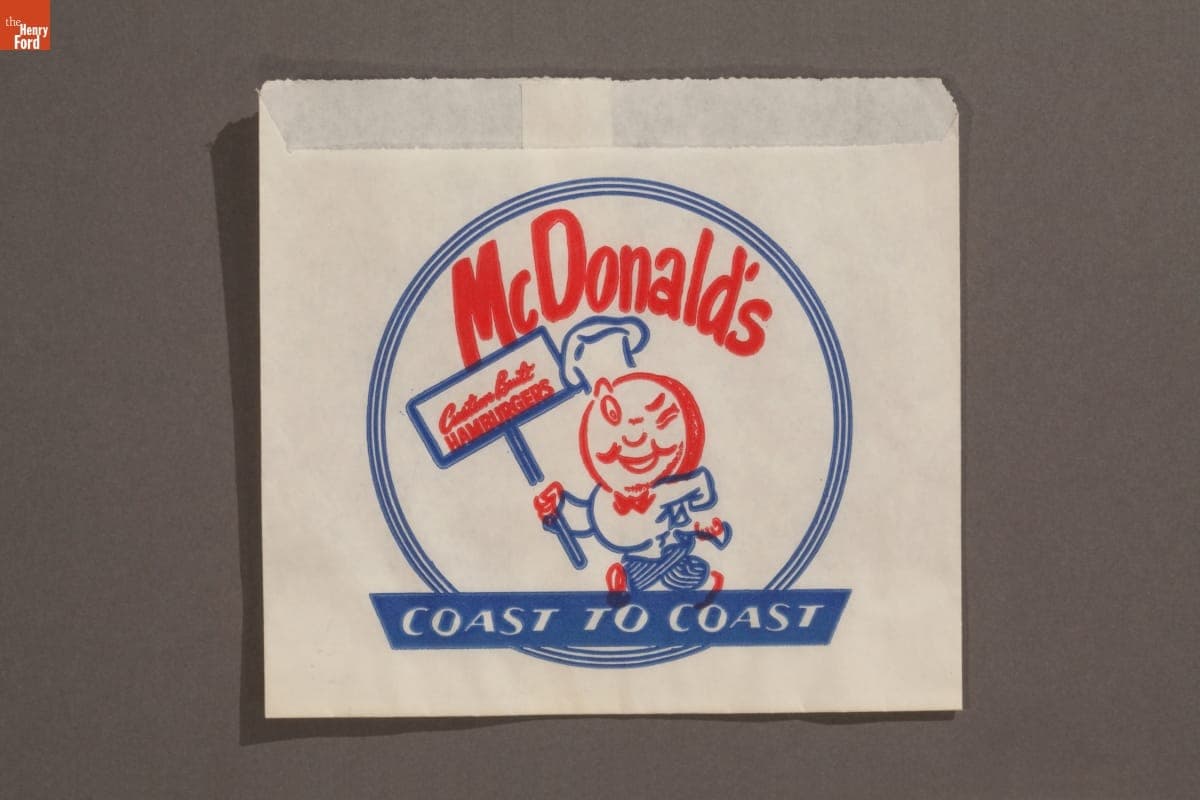 the
Henry
Ford
McDonald's
Custom Built
HAMBURGERS
COAST TO COAST